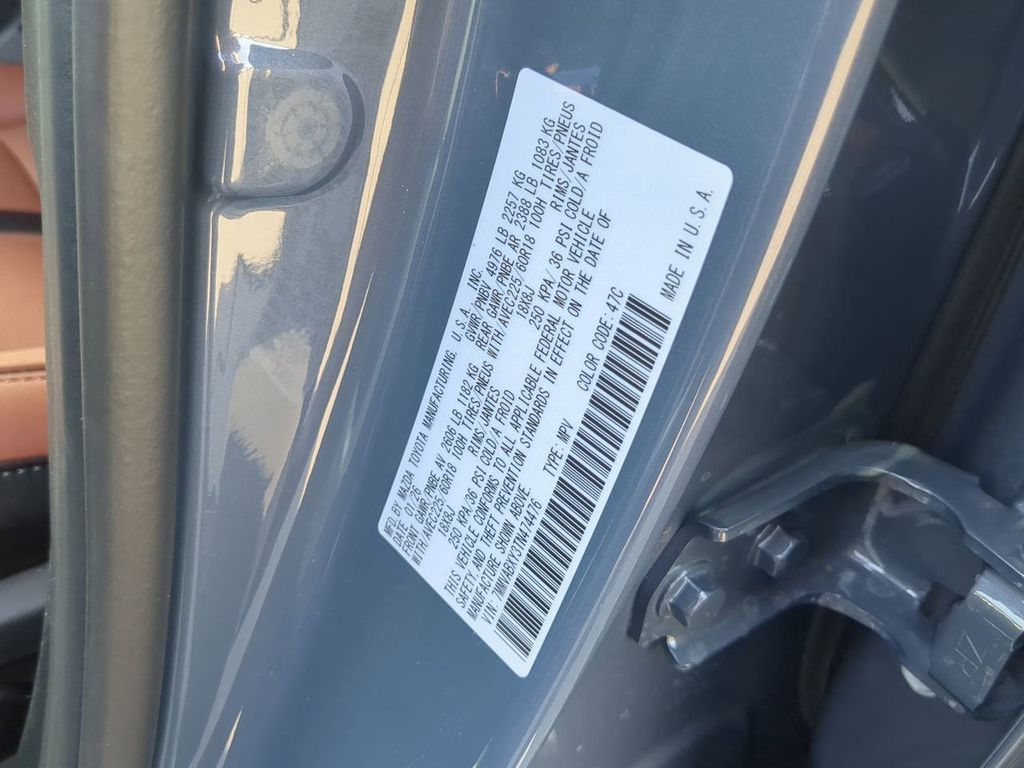 MFD BY MAZDA TOYOTA MANUFACTURING, U.S.A., INC.
DATE 01/26 GVWR/PNBV 4976 LB 2257 KG
FRONT GAWR/PNBE AV 2606 LB 1182 KG REAR GAWR/PNBE AR 2388 LB 1083 KG
WITH/AVEC225/60R18 100H TIRES/PNEUS WITH/AVEC225/60R18 100H TIRES/PNEUS
18X8J RIMS/JANTES 18X8J RIMS/JANTES
250 KPA/36 PSI COLD/A FROID 250 KPA/36 PSI COLD/A FROID
THIS VEHICLE CONFORMS TO ALL APPLICABLE FEDERAL MOTOR VEHICLE
SAFETY AND THEFT PREVENTION STANDARDS IN EFFECT ON THE DATE OF
MANUFACTURE SHOWN ABOVE.
VIN: TYPE: MPV COLOR CODE: 47C
MADE IN U.S.A.
ZP